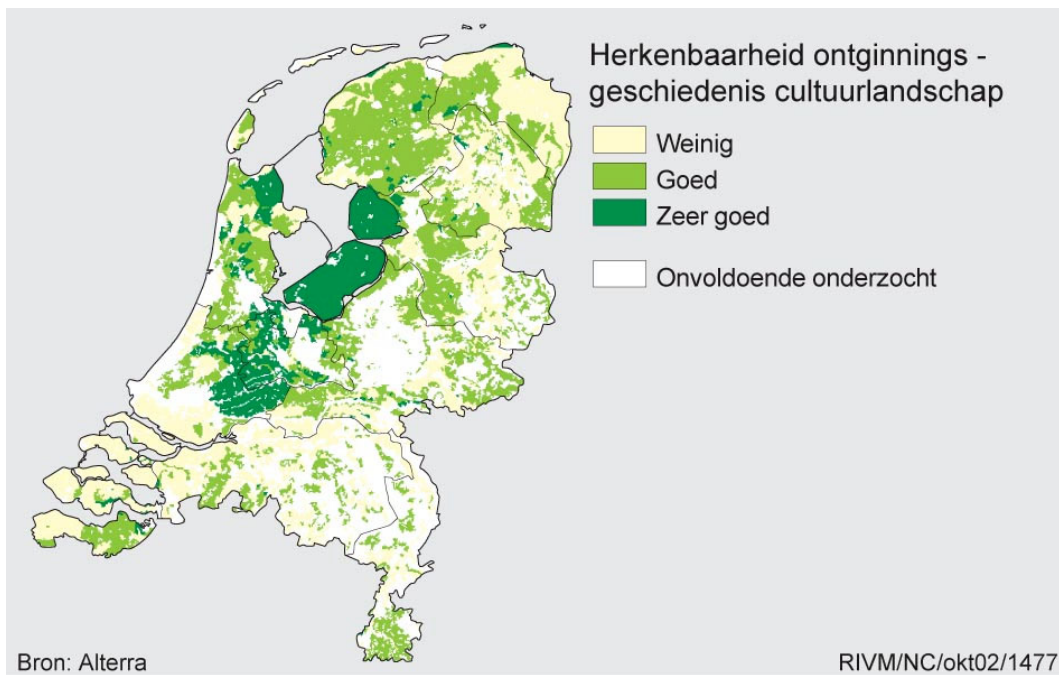 Herkenbaarheid ontginnings -
geschiedenis cultuurlandschap
Weinig
Goed
Zeer goed
Onvoldoende onderzocht
Bron: Alterra
RIVM/NC/okt02/1477